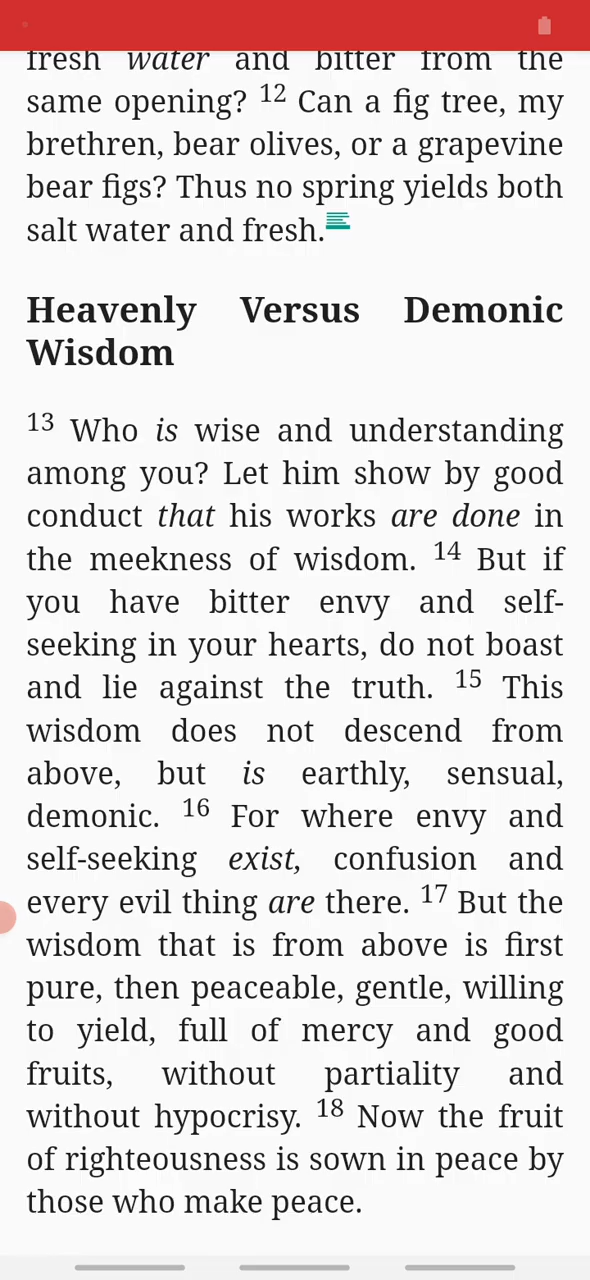 fresh water and bitter from the
same opening? 12 Can a fig tree, my
brethren, bear olives, or a grapevine
bear figs? Thus no spring yields both
salt water and fresh.
Heavenly Versus Demonic
Wisdom
13 Who is wise and understanding
among you? Let him show by good
conduct that his works are done in
the meekness of wisdom. 14 But if
you have bitter envy and self-
seeking in your hearts, do not boast
and lie against the truth. 15 This
wisdom does not descend from
above, but is earthly, sensual,
demonic. 16 For where envy and
self-seeking exist, confusion and
every evil thing are there. 17 But the
wisdom that is from above is first
pure, then peaceable, gentle, willing
to yield, full of mercy and good
fruits, without partiality and
without hypocrisy. 18 Now the fruit
of righteousness is sown in peace by
those who make peace.